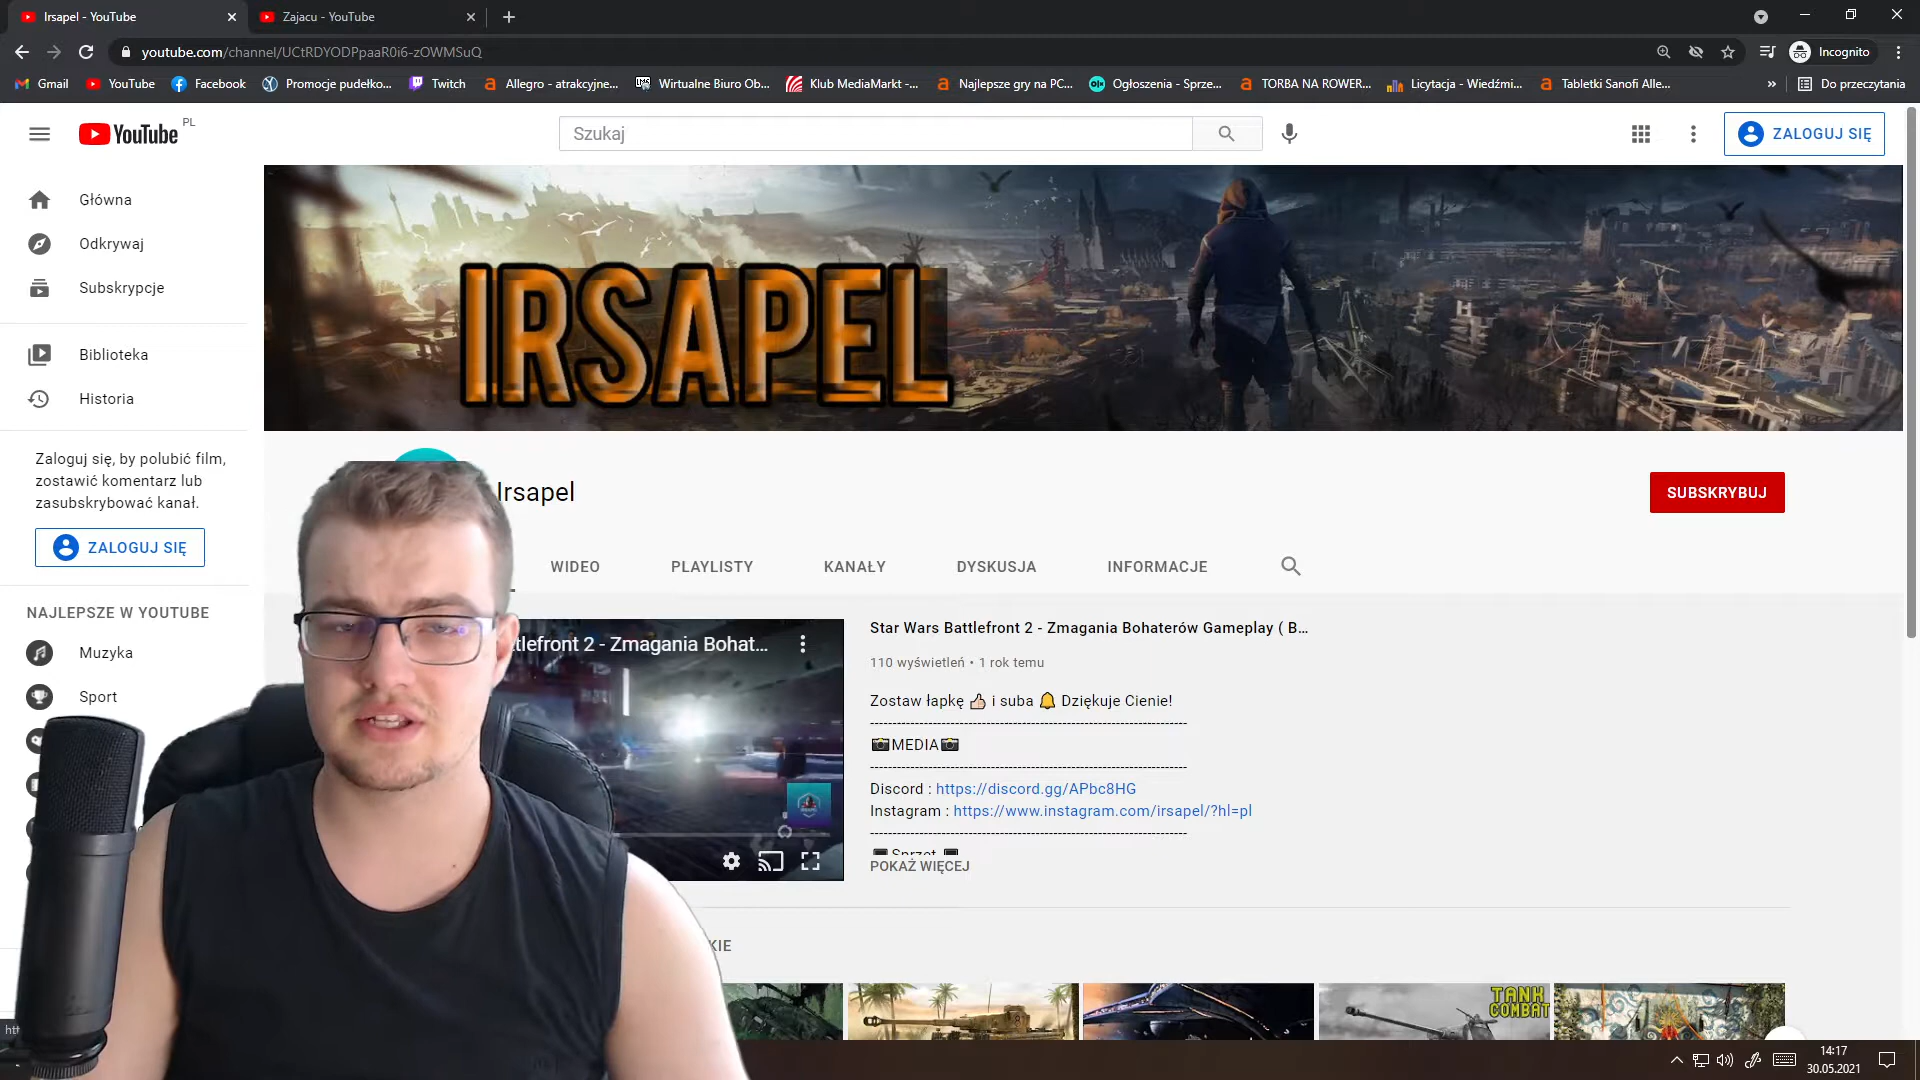 Irsapel - YouTube
Zajacu - YouTube
youtube.com/channel/UCtRDYODPpaaR0i6-zOWMSuQ
Incognito
Gmail
YouTube
Facebook
Promocje pudełko...
Twitch
Allegro - atrakcyjne...
Wirtualne Biuro Ob...
Klub MediaMarkt -...
Najlepsze gry na PC...
Ogłoszenia - Sprze...
TORBA NA ROWER...
Licytacja - Wiedźmi...
Tabletki Sanofi Alle...
»
Do przeczytania
YouTube PL
Szukaj
ZALOGUJ SIĘ
Główna
Odkrywaj
Subskrypcje
Biblioteka
Historia
Zaloguj się, by polubić film,
zostawić komentarz lub
zasubskrybować kanał.
ZALOGUJ SIĘ
NAJLEPSZE W YOUTUBE
Muzyka
Sport
IRSAPEL
Irsapel
SUBSKRYBUJ
WIDEO
PLAYLISTY
KANAŁY
DYSKUSJA
INFORMACJE
tlefront 2 - Zmagania Bohat...
Star Wars Battlefront 2 - Zmagania Bohaterów Gameplay ( B...
110 wyświetleń • 1 rok temu
Zostaw łapkę 👍🏻 i suba 🔔 Dziękuje Cienie!
-----------------------------------------------------------------------
📷MEDIA📷
-----------------------------------------------------------------------
Discord : https://discord.gg/APbc8HG
Instagram : https://www.instagram.com/irsapel/?hl=pl
-----------------------------------------------------------------------
Sprzęt
POKAŻ WIĘCEJ
KIE
TANK
COMBAT
14:17
30.05.2021